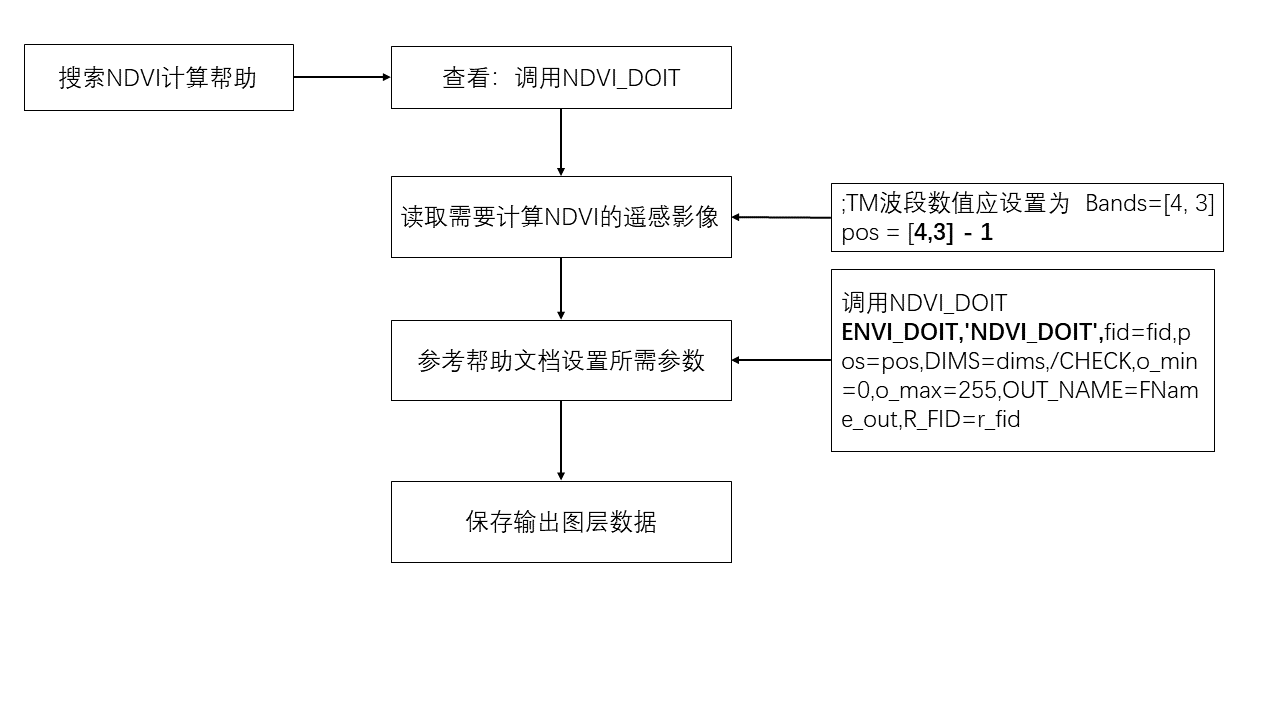 搜索NDVI计算帮助
查看：调用NDVI_DOIT
读取需要计算NDVI的遥感影像
;TM波段数值应设置为  Bands=[4, 3]
pos = [4,3] - 1
参考帮助文档设置所需参数
调用NDVI_DOIT
ENVI_DOIT,'NDVI_DOIT',fid=fid,p
os=pos,DIMS=dims,/CHECK,o_min
=0,o_max=255,OUT_NAME=FNam
e_out,R_FID=r_fid
保存输出图层数据